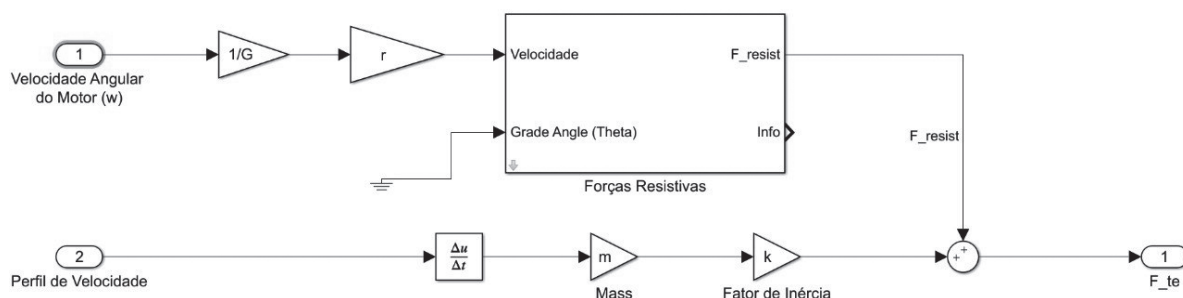 1
Velocidade Angular
do Motor (w)
1/G
r
Velocidade
F_resist
Grade Angle (Theta)
Info
Forças Resistivas
F_resist
2
Perfil de Velocidade
Δu
Δt
m
Mass
k
Fator de Inércia
+
+
1
F_te